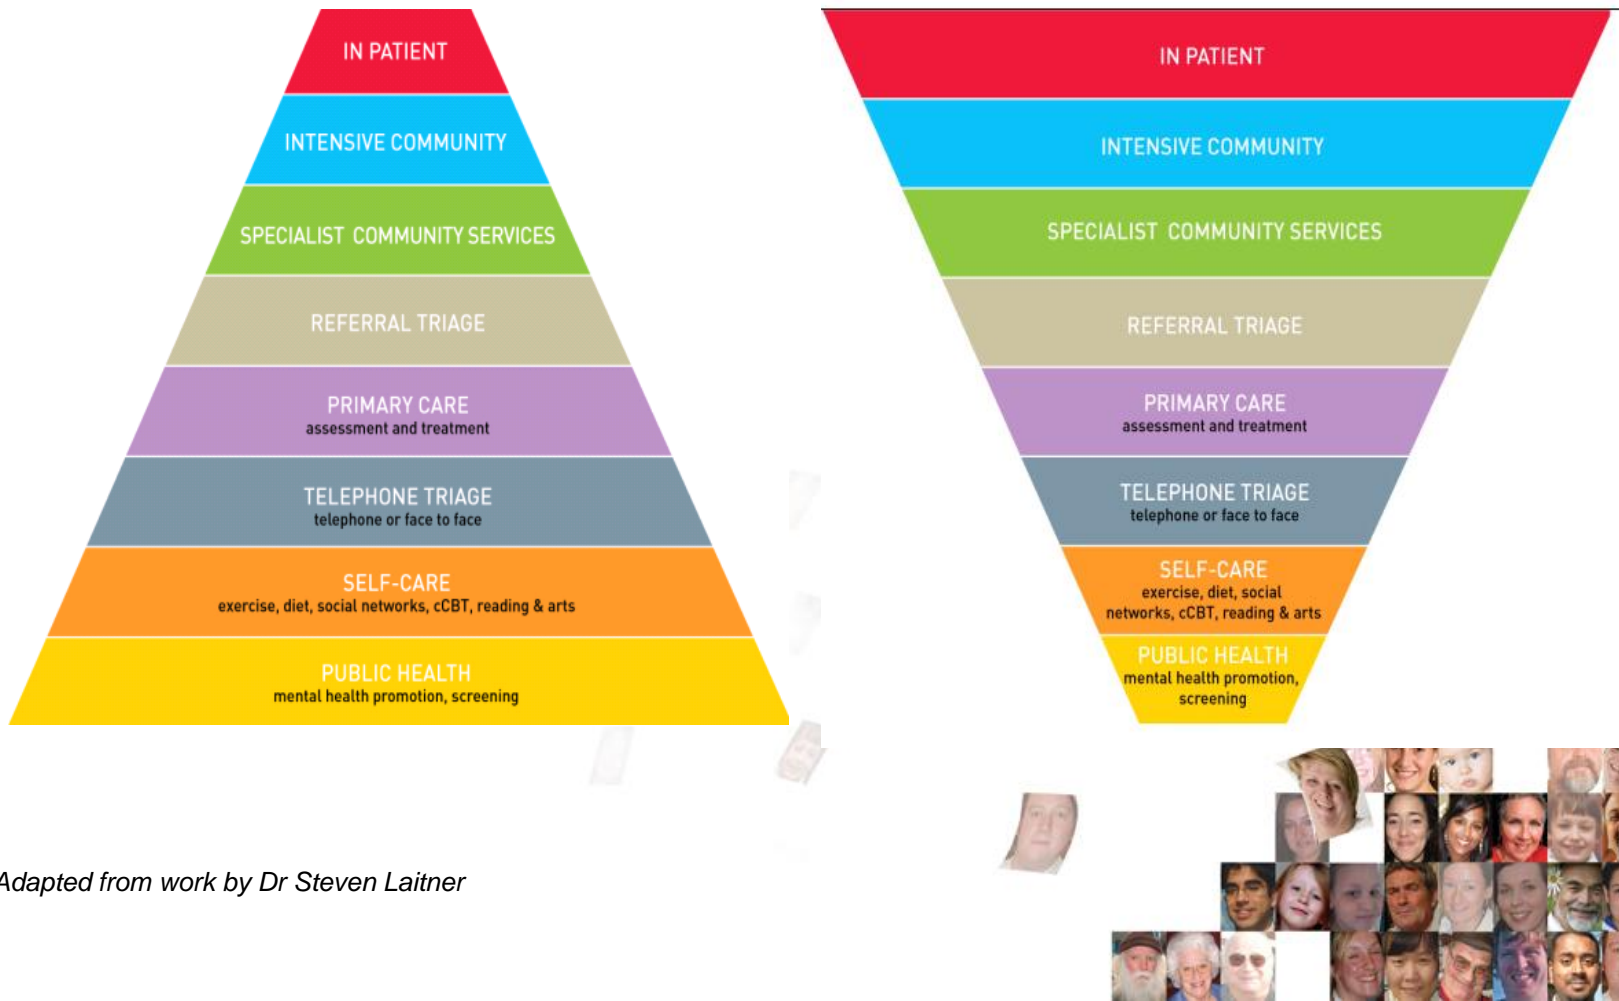 IN PATIENT
INTENSIVE COMMUNITY
SPECIALIST COMMUNITY SERVICES
REFERRAL TRIAGE
PRIMARY CARE
assessment and treatment
TELEPHONE TRIAGE
telephone or face to face
SELF-CARE
exercise, diet, social networks, cCBT, reading & arts
PUBLIC HEALTH
mental health promotion, screening
IN PATIENT
INTENSIVE COMMUNITY
SPECIALIST COMMUNITY SERVICES
REFERRAL TRIAGE
PRIMARY CARE
assessment and treatment
TELEPHONE TRIAGE
telephone or face to face
SELF-CARE
exercise, diet, social
networks, cCBT, reading & arts
PUBLIC HEALTH
mental health promotion,
screening
Adapted from work by Dr Steven Laitner